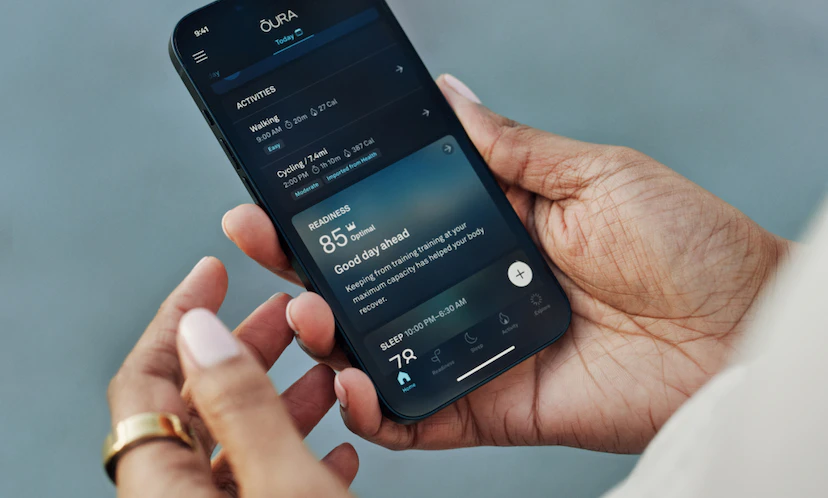 9:41
ŌURA
Today
ACTIVITIES
Walking
9:00 AM 20m 27 Cal
Easy
Cycling / 7.4mi
2:00 PM 1h 10m 387 Cal
Moderate Imported from Health
READINESS
85 Optimal
Good day ahead
Keeping from training training at your
maximum capacity has helped your body
recover.
SLEEP 10:00 PM–6:30 AM
78
Home Readiness Sleep Activity Explore